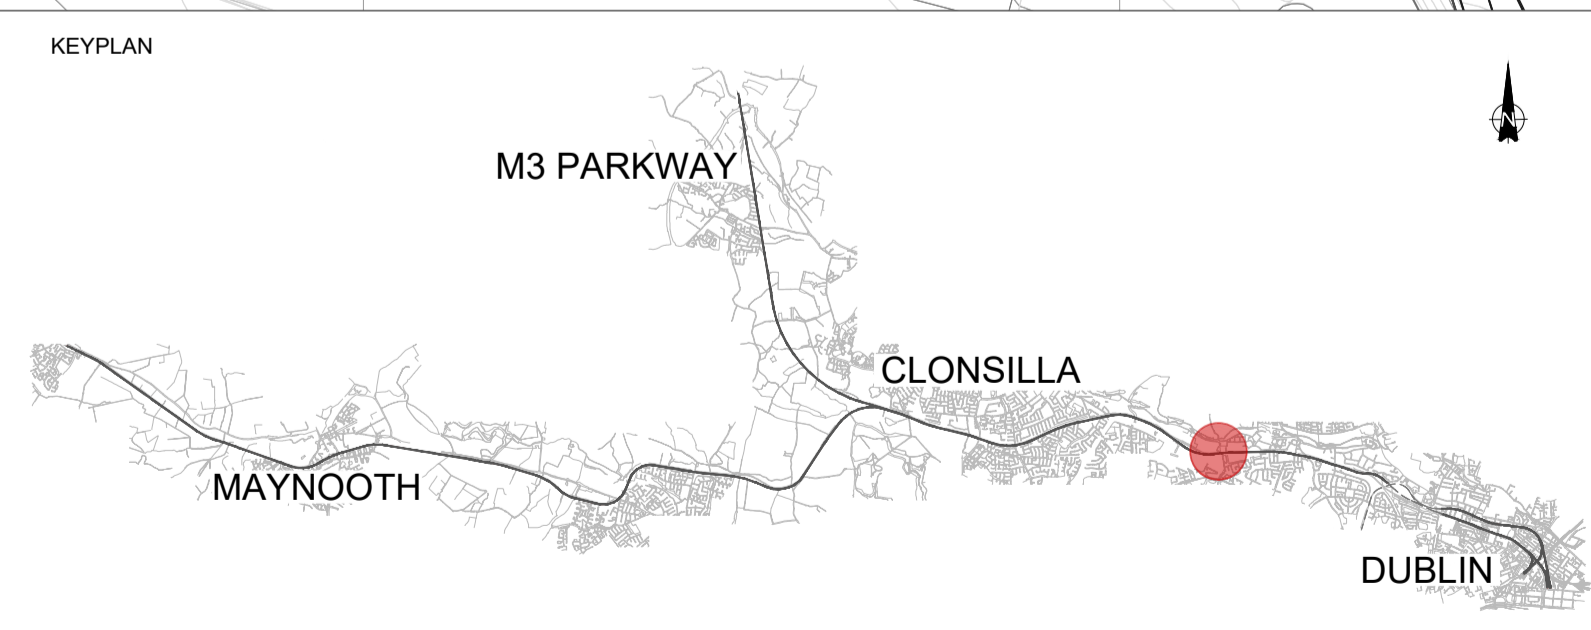 KEYPLAN
N
M3 PARKWAY
CLONSILLA
MAYNOOTH
DUBLIN